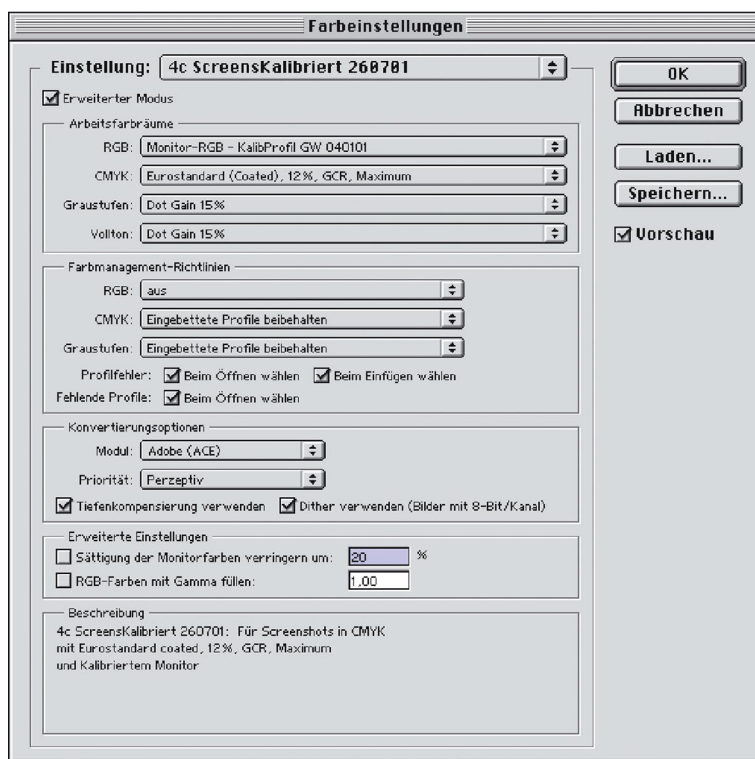 Farbeinstellungen
Einstellung: 4c ScreensKalibriert 260701
OK
Abbrechen
Laden...
Speichern...
Vorschau
Erweiterter Modus
Arbeitsfarbräume
RGB: Monitor-RGB - KalibProfil GW 040101
CMYK: Eurostandard (Coated), 12%, GCR, Maximum
Graustufen: Dot Gain 15%
Vollton: Dot Gain 15%
Farbmanagement-Richtlinien
RGB: aus
CMYK: Eingebettete Profile beibehalten
Graustufen: Eingebettete Profile beibehalten
Profilfehler: Beim Öffnen wählen Beim Einfügen wählen
Fehlende Profile: Beim Öffnen wählen
Konvertierungsoptionen
Modul: Adobe (ACE)
Priorität: Perzeptiv
Tiefenkompensierung verwenden Dither verwenden (Bilder mit 8-Bit/Kanal)
Erweiterte Einstellungen
Sättigung der Monitorfarben verringern um: 20 %
RGB-Farben mit Gamma füllen: 1,00
Beschreibung
4c ScreensKalibriert 260701: Für Screenshots in CMYK
mit Eurostandard coated, 12%, GCR, Maximum
und Kalibriertem Monitor